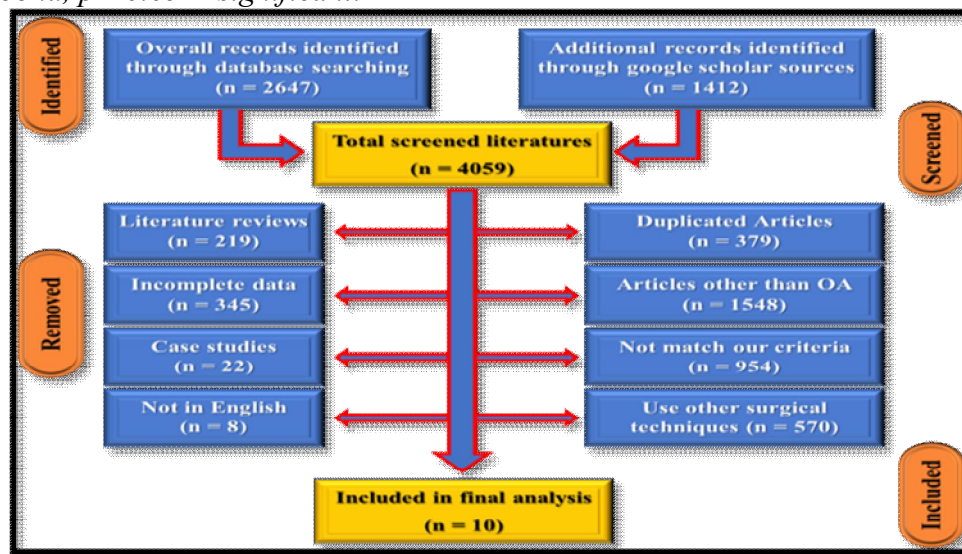 Identified
Overall records identified
through database searching
(n = 2647)
Additional records identified
through google scholar sources
(n = 1412)
Total screened literatures
(n = 4059)
Screened
Removed
Literature reviews
(n = 219)
Duplicated Articles
(n = 379)
Incomplete data
(n = 345)
Articles other than OA
(n = 1548)
Case studies
(n = 22)
Not match our criteria
(n = 954)
Not in English
(n = 8)
Use other surgical
techniques (n = 570)
Included in final analysis
(n = 10)
Included